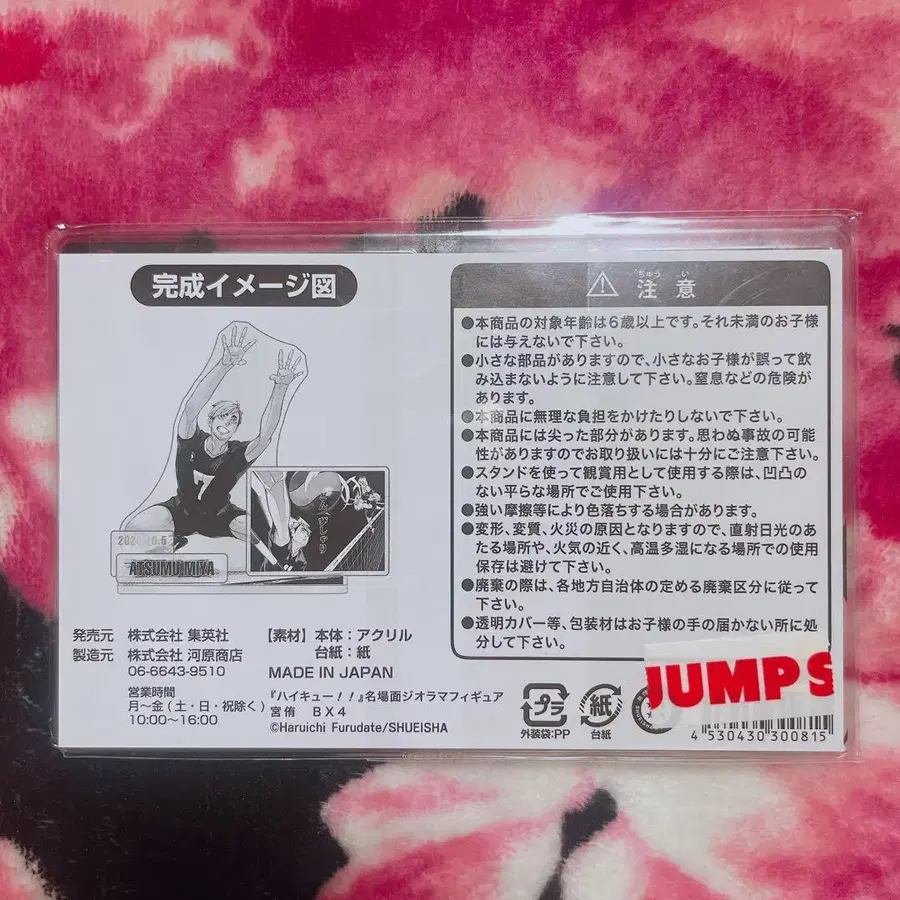 完成イメージ図
2020.10.6
ATSUMU MIYA
発売元 株式会社 集英社
製造元 株式会社 河原商店
06-6643-9510
営業時間
月〜金(土・日・祝除く)
10:00〜16:00
【素材】本体:アクリル
台紙:紙
MADE IN JAPAN
『ハイキュー!!』名場面ジオラマフィギュア
宮侑 BX4
©Haruichi Furudate/SHUEISHA
ちゅう い
注意
●本商品の対象年齢は6歳以上です。それ未満のお子様
には与えないで下さい。
●小さな部品がありますので、小さなお子様が誤って飲
み込まないように注意して下さい。窒息などの危険が
あります。
●本商品に無理な負担をかけたりしないで下さい。
●本商品には尖った部分があります。思わぬ事故の可能
性がありますのでお取り扱いには十分にご注意下さい。
●スタンドを使って観賞用として使用する際は、凹凸の
ない平らな場所でご使用下さい。
●強い摩擦等により色落ちする場合があります。
●変形、変質、火災の原因となりますので、直射日光のあ
たる場所や、火気の近く、高温多湿になる場所での使用
保存は避けて下さい。
●廃棄の際は、各地方自治体の定める廃棄区分に従って
下さい。
●透明カバー等、包装材はお子様の手の届かない所に処
分して下さい。
プラ
外装袋:PP
紙
台紙
JUMP S
4 530430 300815